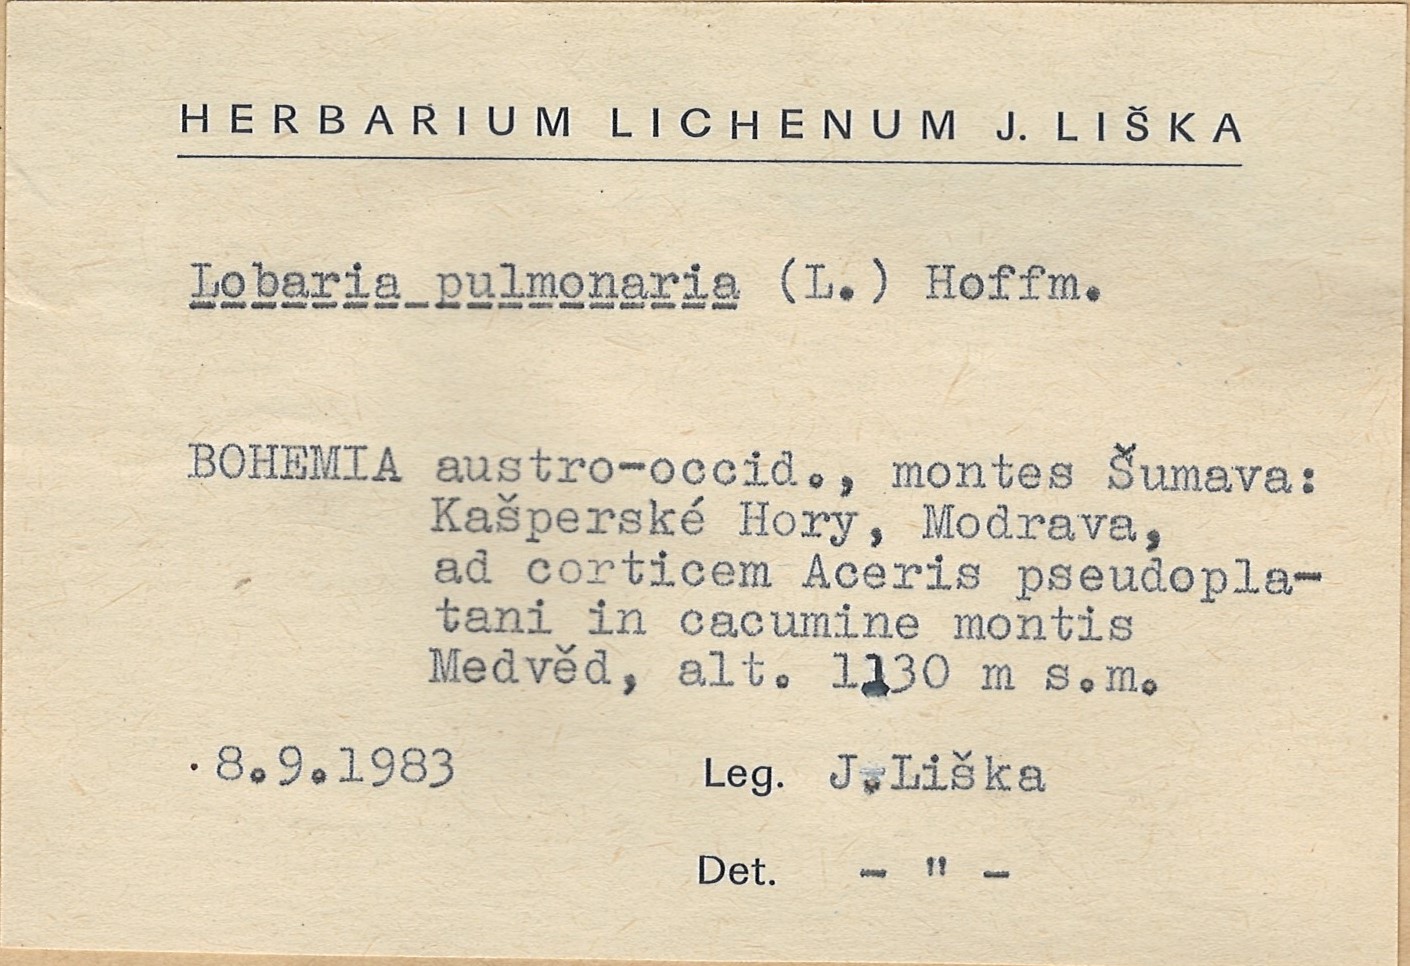 HERBARIUM LICHENUM J. LIŠKA
Lobaria pulmonaria (L.) Hoffm.
BOHEMIA austro-occid., montes Šumava:
Kašperské Hory, Modrava,
ad corticem Aceris pseudopla-
tani in cacumine montis
Medvěd, alt. 1130 m s.m.
8.9.1983 Leg. J.Liška
Det. - " -